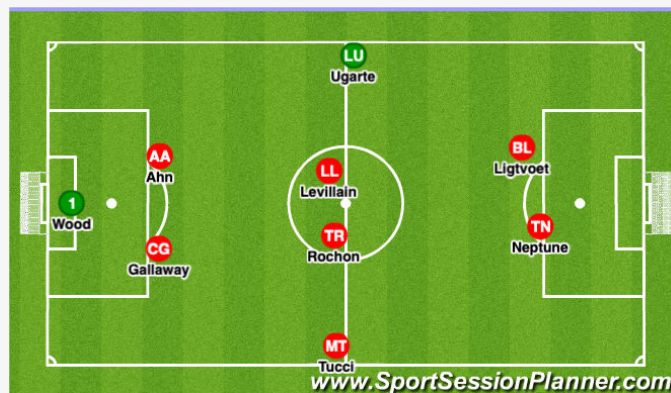 LU
Ugarte
AA
Ahn
BL
Ligtvoet
LL
Levillain
1
Wood
TN
Neptune
TR
Rochon
CG
Gallaway
MT
Tucci
www.SportSessionPlanner.com